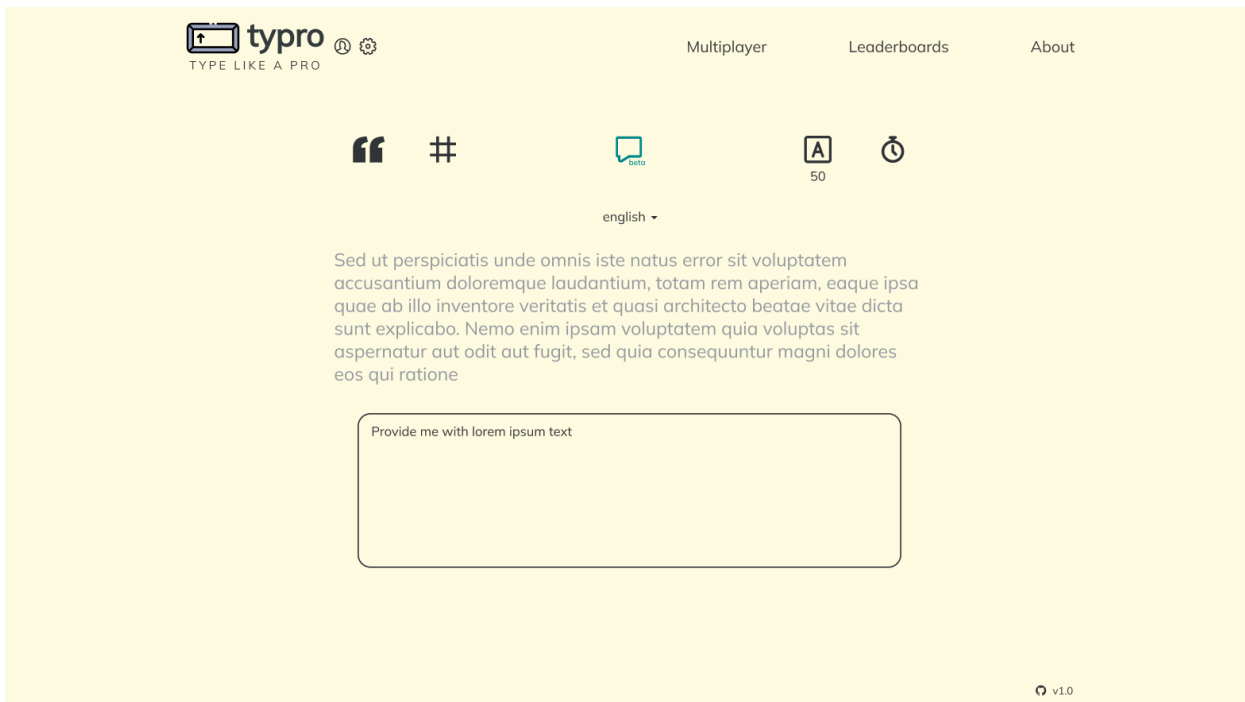 typro
TYPE LIKE A PRO
Multiplayer
Leaderboards
About
“
#
beta
A
50
english
Sed ut perspiciatis unde omnis iste natus error sit voluptatem
accusantium doloremque laudantium, totam rem aperiam, eaque ipsa
quae ab illo inventore veritatis et quasi architecto beatae vitae dicta
sunt explicabo. Nemo enim ipsam voluptatem quia voluptas sit
aspernatur aut odit aut fugit, sed quia consequuntur magni dolores
eos qui ratione
Provide me with lorem ipsum text
v1.0